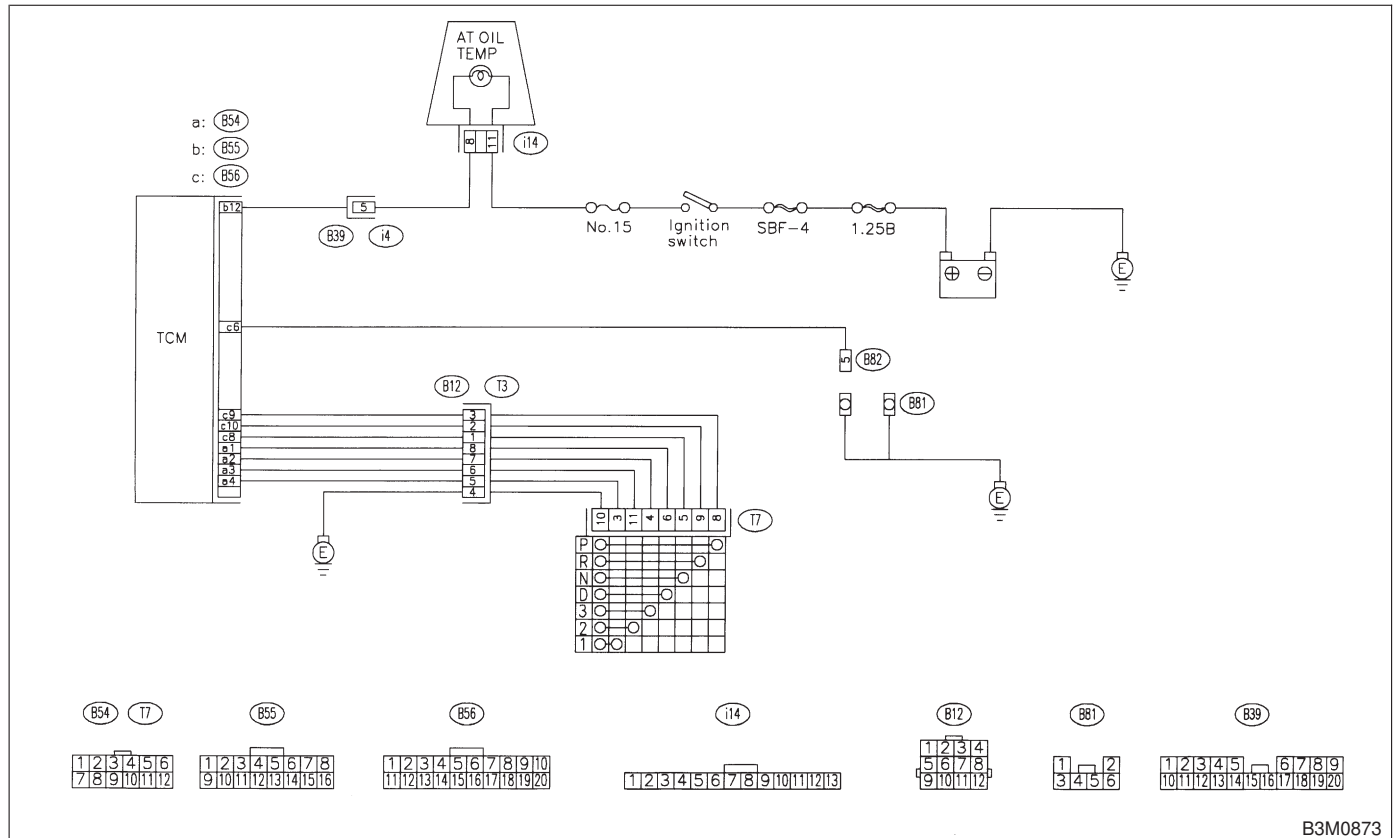 AT OIL
TEMP
8 11
i14
a: B54
b: B55
c: B56
b12
5
B39 i4
No.15
Ignition
switch
SBF-4
1.25B
⊕ ⊖
E
TCM
c6
5
B82
B81
B12 T3
c9 3
c10 2
c8 1
a1 8
a2 7
a3 6
a4 5
4
E
E
10 3 11 4 6 5 9 8
T7
P
R
N
D
3
2
1
B54 T7
1 2 3 4 5 6
7 8 9 10 11 12
B55
1 2 3 4 5 6 7 8
9 10 11 12 13 14 15 16
B56
1 2 3 4 5 6 7 8 9 10
11 12 13 14 15 16 17 18 19 20
i14
1 2 3 4 5 6 7 8 9 10 11 12 13
B12
1 2 3 4
5 6 7 8
9 10 11 12
B81
1 2
3 4 5 6
B39
1 2 3 4 5 6 7 8 9
10 11 12 13 14 15 16 17 18 19 20
B3M0873